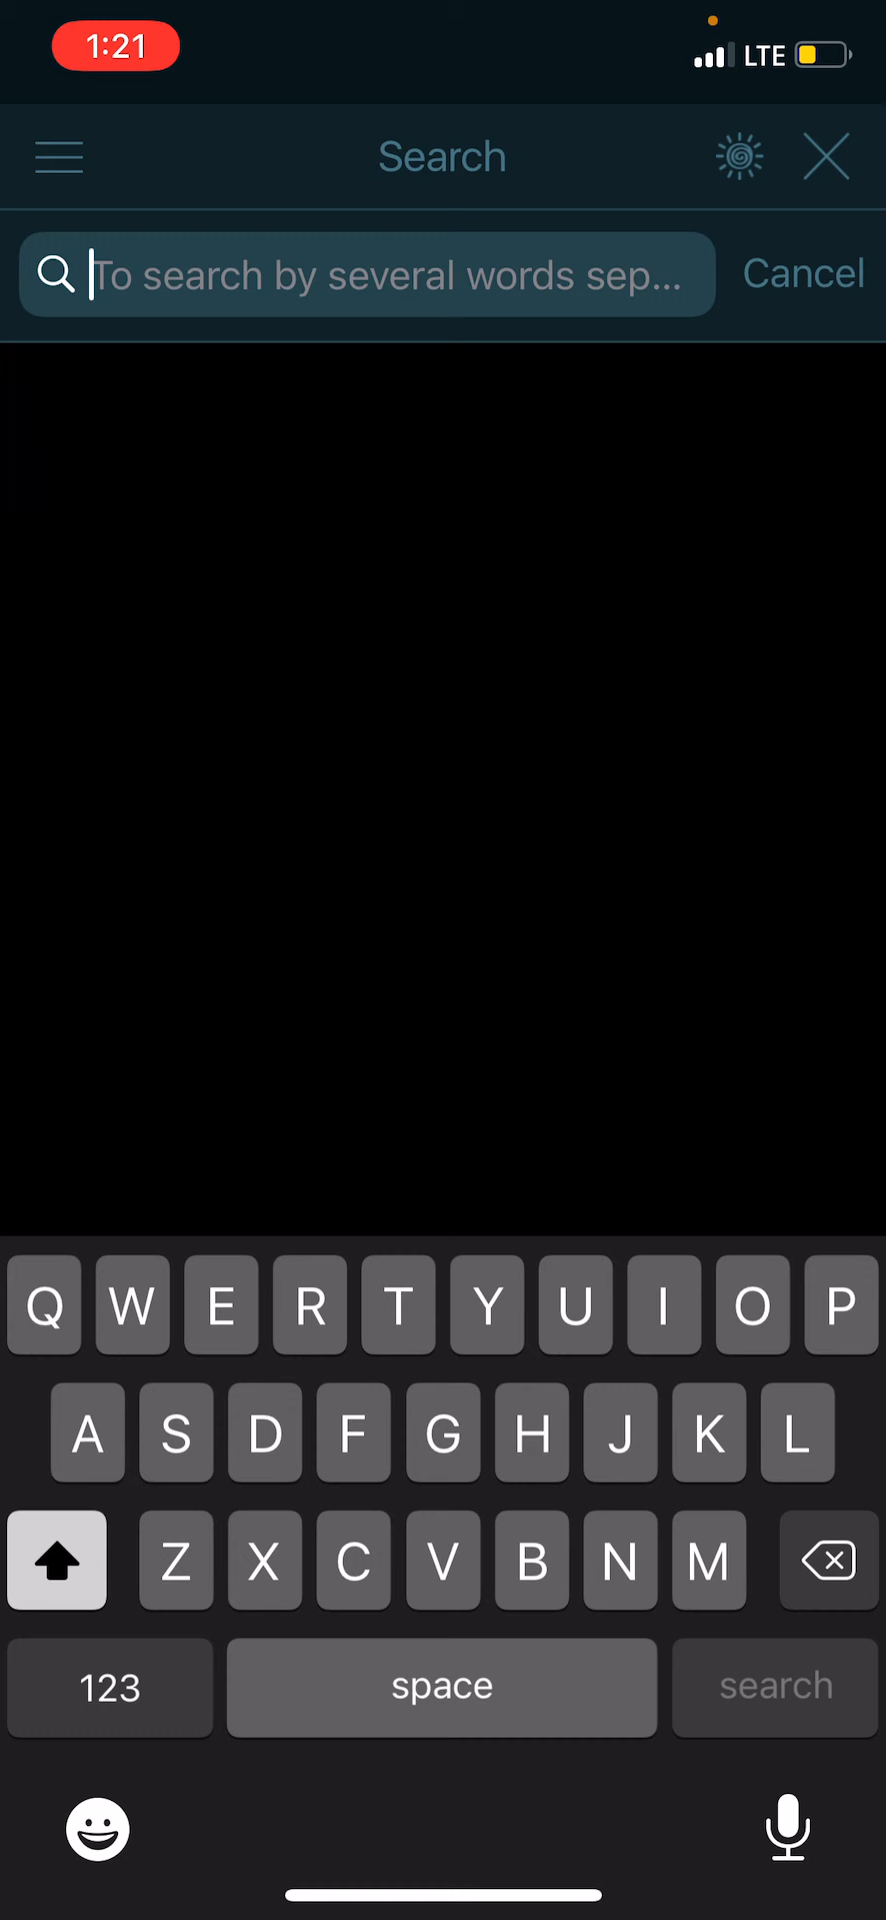 1:21
LTE
Search
To search by several words sep...
Cancel
Q W E R T Y U I O P
A S D F G H J K L
Z X C V B N M
123 space search